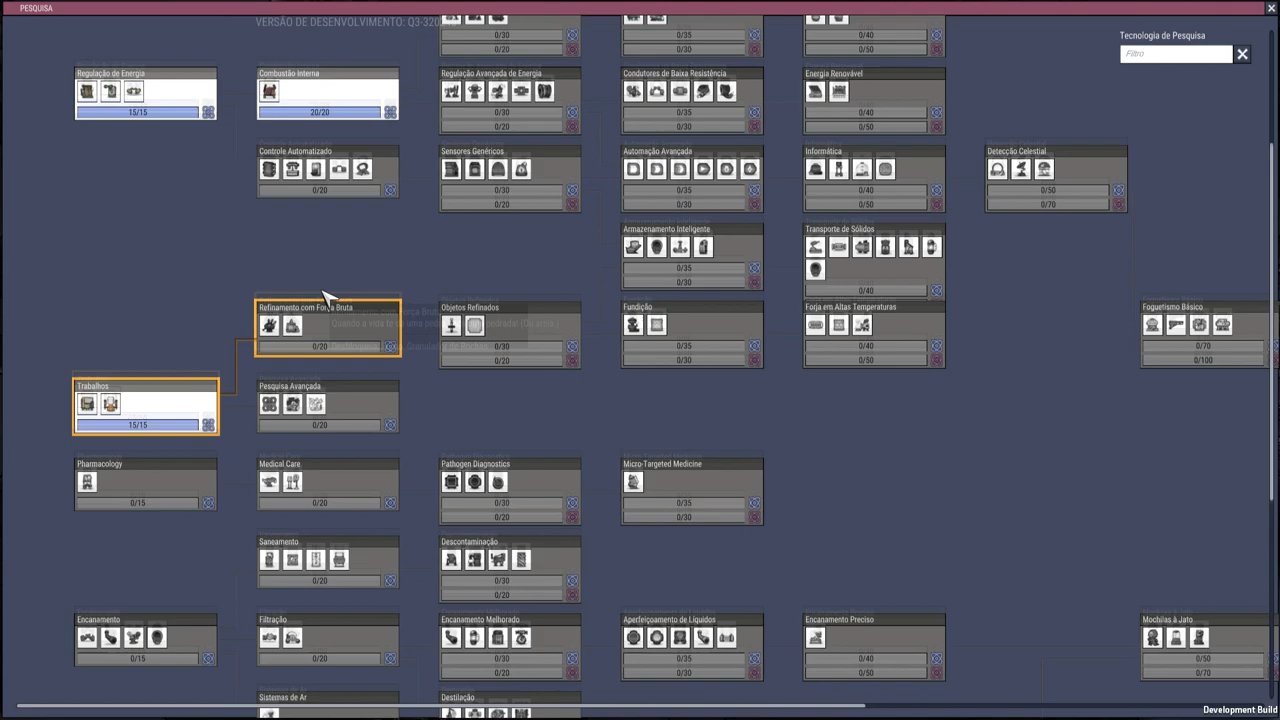 PESQUISA
VERSÃO DE DESENVOLVIMENTO: Q3-320
Tecnologia de Pesquisa
Filtro
0/30
0/20
0/35
0/30
0/40
0/50
Regulação de Energia
15/15
Combustão Interna
20/20
Regulação Avançada de Energia
0/30
0/20
Condutores de Baixa Resistência
0/35
0/30
Energia Renovável
0/40
0/50
Controle Automatizado
0/20
Sensores Genéricos
0/30
0/20
Automação Avançada
0/35
0/30
Informática
0/40
0/50
Detecção Celestial
0/50
0/70
Armazenamento Inteligente
0/35
0/30
Transporte de Sólidos
0/40
Refinamento com Força Bruta
0/20
Objetos Refinados
0/30
0/20
Fundição
0/35
0/30
Forja em Altas Temperaturas
0/40
0/50
Foguetismo Básico
0/70
0/100
Trabalhos
15/15
Pesquisa Avançada
0/20
Pharmacology
0/15
Medical Care
0/20
Pathogen Diagnostics
0/30
0/20
Micro-Targeted Medicine
0/35
0/30
Saneamento
0/20
Descontaminação
0/30
0/20
Encanamento
0/15
Filtração
0/20
Encanamento Melhorado
0/30
0/20
Aperfeiçoamento de Líquidos
0/35
0/30
Encanamento Preciso
0/40
0/50
Mochilas à Jato
0/50
0/70
Sistemas de Ar
Destilação
Development Build